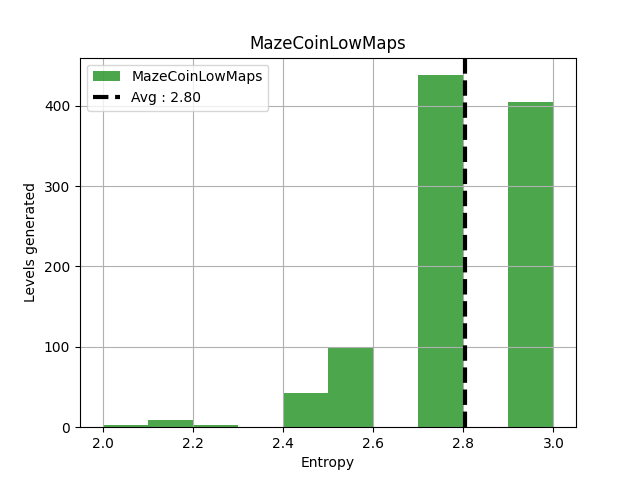 MazeCoinLowMaps
MazeCoinLowMaps
Avg : 2.80
Levels generated
400
300
200
100
0
2.0 2.2 2.4 2.6 2.8 3.0
Entropy